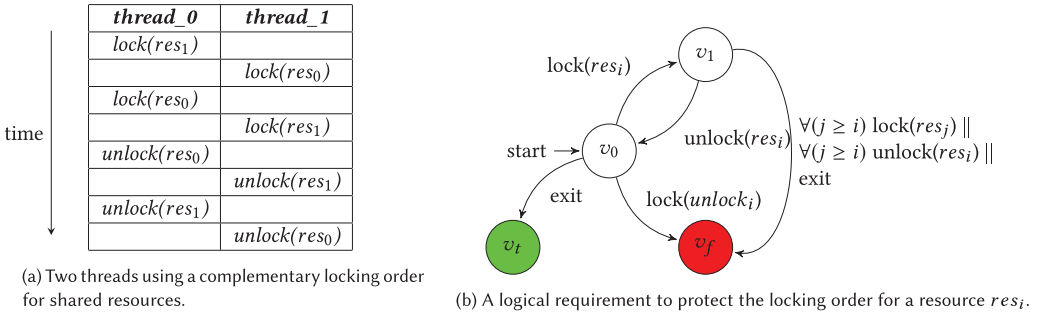 thread_0 thread_1
lock(res₁)
lock(res₀)
lock(res₀)
lock(res₁)
unlock(res₀)
unlock(res₁)
unlock(res₁)
unlock(res₀)
time
(a) Two threads using a complementary locking order
for shared resources.
v₁
lock(resᵢ)
unlock(resᵢ)
∀(j ≥ i) lock(resⱼ) ||
∀(j ≥ i) unlock(resᵢ) ||
exit
start
v₀
exit
lock(unlockᵢ)
vₜ
v_f
(b) A logical requirement to protect the locking order for a resource resᵢ.